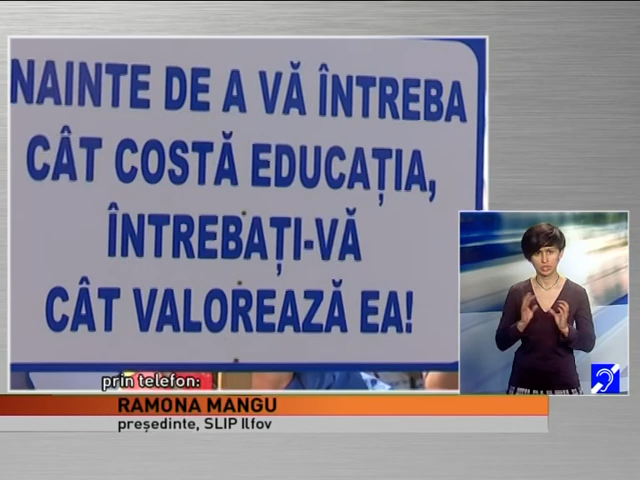 NAINTE DE A VĂ ÎNTREBA
CÂT COSTĂ EDUCAȚIA,
ÎNTREBAȚI-VĂ
CÂT VALOREAZĂ EA!
prin telefon:
RAMONA MANGU
președinte, SLIP Ilfov